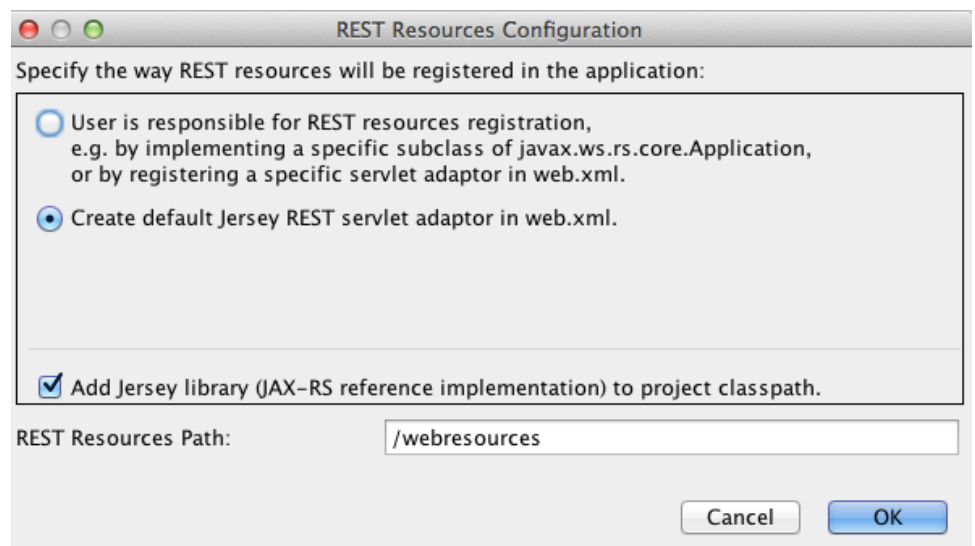 REST Resources Configuration
Specify the way REST resources will be registered in the application:
User is responsible for REST resources registration,
e.g. by implementing a specific subclass of javax.ws.rs.core.Application,
or by registering a specific servlet adaptor in web.xml.
Create default Jersey REST servlet adaptor in web.xml.
Add Jersey library (JAX-RS reference implementation) to project classpath.
REST Resources Path: /webresources
Cancel OK